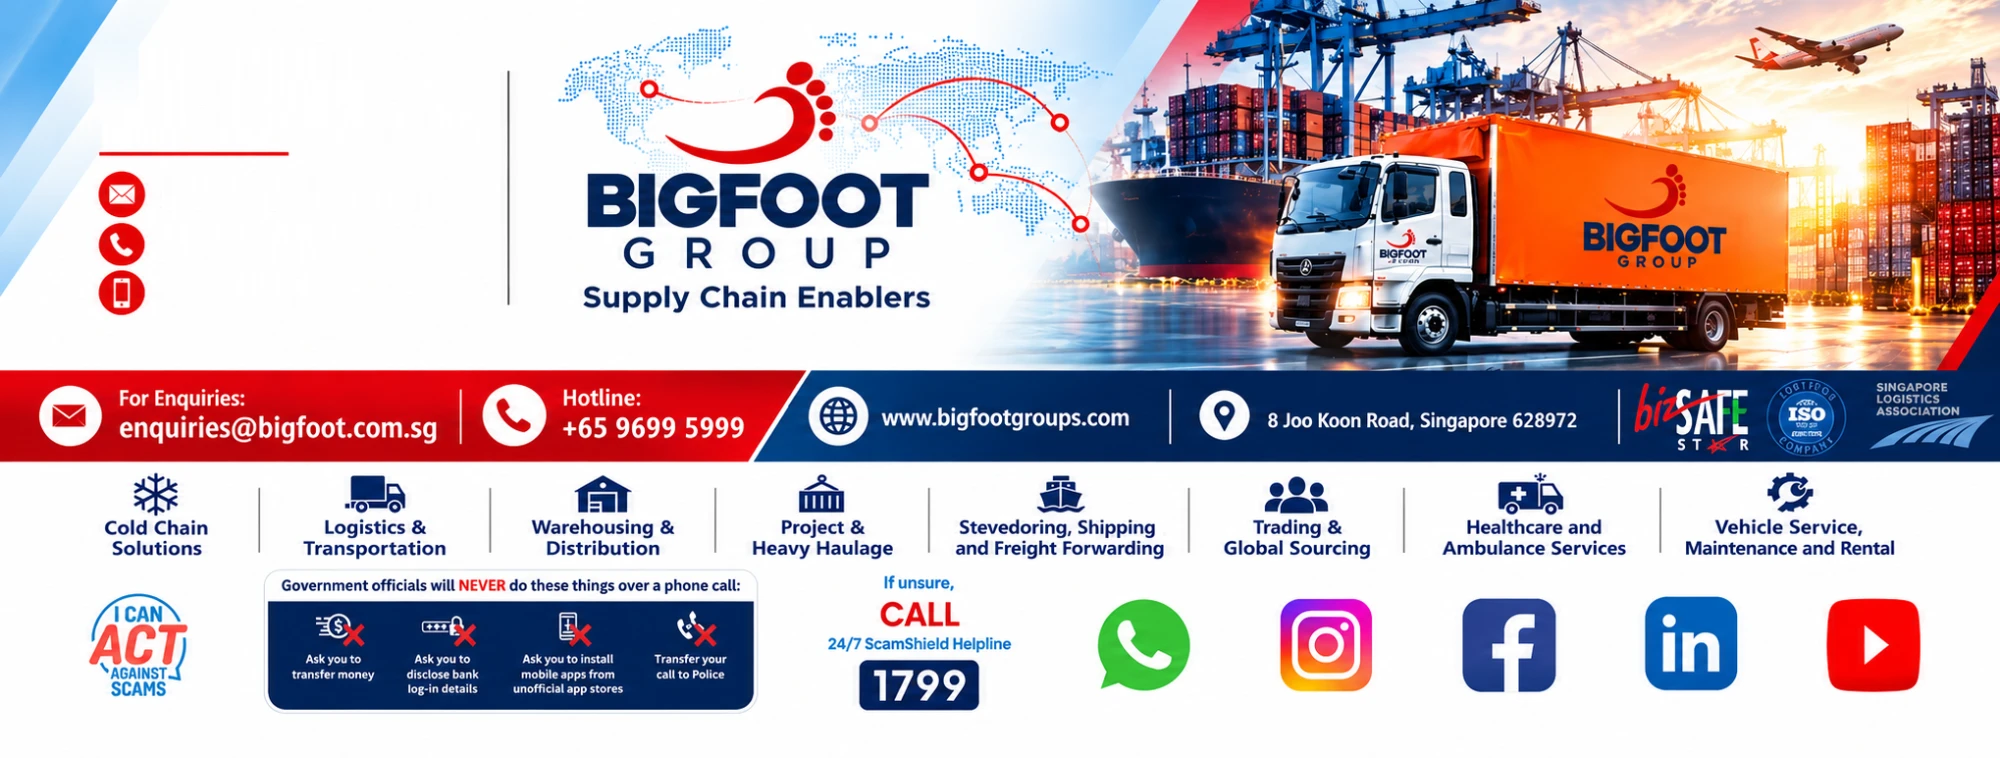 BIGFOOT
GROUP
Supply Chain Enablers
BIGFOOT
GROUP
BIGFOOT
For Enquiries:
enquiries@bigfoot.com.sg
Hotline:
+65 9699 5999
www.bigfootgroups.com
8 Joo Koon Road, Singapore 628972
bizSAFE
STAR
ISO
COMPANY
SINGAPORE
LOGISTICS
ASSOCIATION
Cold Chain
Solutions
Logistics &
Transportation
Warehousing &
Distribution
Project &
Heavy Haulage
Stevedoring, Shipping
and Freight Forwarding
Trading &
Global Sourcing
Healthcare and
Ambulance Services
Vehicle Service,
Maintenance and Rental
I CAN
ACT
AGAINST
SCAMS
Government officials will NEVER do these things over a phone call:
Ask you to
transfer money
Ask you to
disclose bank
log-in details
Ask you to install
mobile apps from
unofficial app stores
Transfer your
call to Police
If unsure,
CALL
24/7 ScamShield Helpline
1799
in